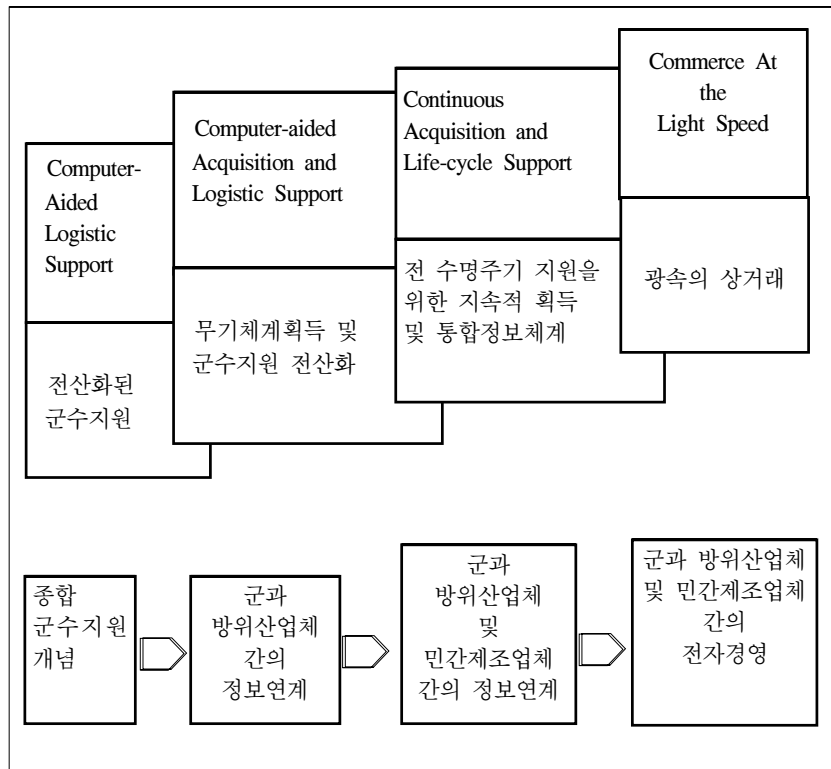 Computer-
Aided
Logistic
Support
전산화된
군수지원
Computer-aided
Acquisition and
Logistic Support
무기체계획득 및
군수지원 전산화
Continuous
Acquisition and
Life-cycle Support
전 수명주기 지원을
위한 지속적 획득
및 통합정보체계
Commerce At
the
Light Speed
광속의 상거래
종합
군수지원
개념
군과
방위산업체
간의
정보연계
군과
방위산업체
및
민간제조업체
간의 정보연계
군과 방위산업체
및 민간제조업체
간의
전자경영